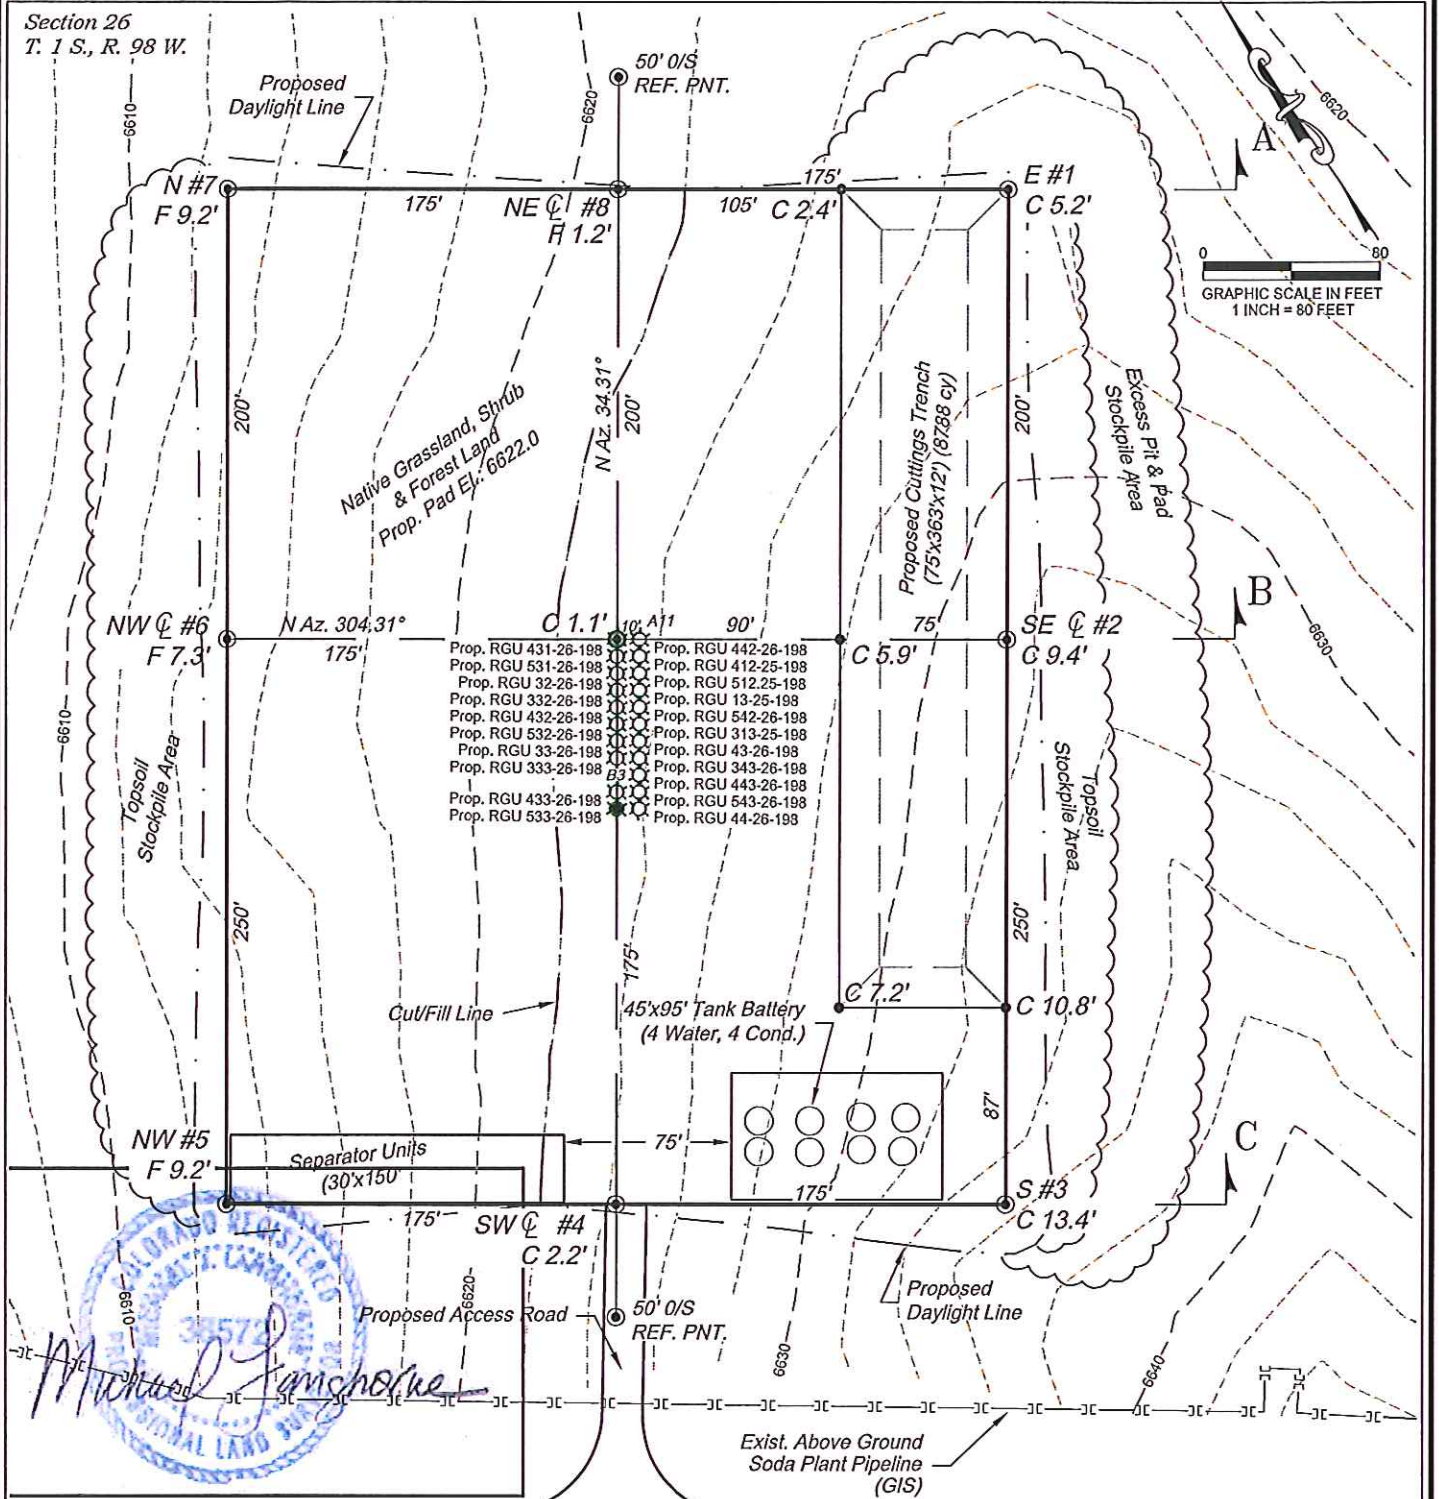 Section 26
T. 1 S., R. 98 W.
Proposed
Daylight Line
6610
6620
50' 0/S
REF. PNT.
6620
A
N #7
F 9.2'
175'
NE ℄ #8
F 1.2'
105'
175'
C 2.4'
E #1
C 5.2'
0 80
GRAPHIC SCALE IN FEET
1 INCH = 80 FEET
200'
Native Grassland, Shrub
& Forest Land
Prop. Pad El.: 6622.0
N Az. 34.31°
200'
Proposed Cuttings Trench
(75'x363'x12') (8788 cy)
200'
Excess Pit & Pad
Stockpile Area
NW ℄ #6
F 7.3'
N Az. 304.31°
175'
C 1.1'
10'
A11
90'
C 5.9'
75'
SE ℄ #2
C 9.4'
B
6630
Prop. RGU 431-26-198
Prop. RGU 531-26-198
Prop. RGU 32-26-198
Prop. RGU 332-26-198
Prop. RGU 432-26-198
Prop. RGU 532-26-198
Prop. RGU 33-26-198
Prop. RGU 333-26-198
B3
Prop. RGU 433-26-198
Prop. RGU 533-26-198
Prop. RGU 442-26-198
Prop. RGU 412-25-198
Prop. RGU 512.25-198
Prop. RGU 13-25-198
Prop. RGU 542-26-198
Prop. RGU 313-25-198
Prop. RGU 43-26-198
Prop. RGU 343-26-198
Prop. RGU 443-26-198
Prop. RGU 543-26-198
Prop. RGU 44-26-198
6610
Topsoil
Stockpile Area
Topsoil
Stockpile Area
250'
175'
250'
Cut/Fill Line
45'x95' Tank Battery
(4 Water, 4 Cond.)
C 7.2'
C 10.8'
87'
NW #5
F 9.2'
Separator Units
(30'x150'
75'
C
175'
SW ℄ #4
C 2.2'
175'
S #3
C 13.4'
6610
6620
Proposed Access Road
50' 0/S
REF. PNT.
6630
Proposed
Daylight Line
6640
COLORADO REGISTERED
PROFESSIONAL LAND
Michael Langhorne
Exist. Above Ground
Soda Plant Pipeline
(GIS)